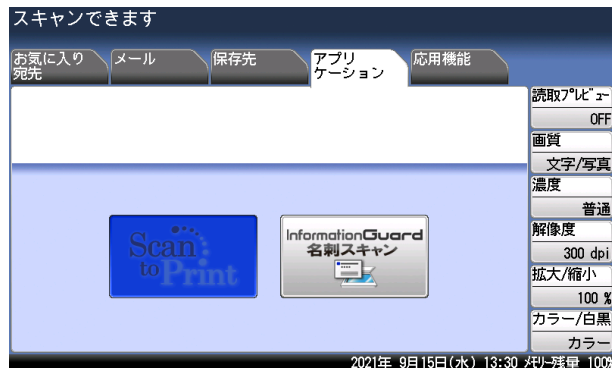 スキャンできます
お気に入り
宛先
メール
保存先
アプリ
ケーション
応用機能
読取プレビュー
OFF
画質
文字/写真
濃度
普通
解像度
300 dpi
拡大/縮小
100 %
カラー/白黒
カラー
Scan
to Print
InformationGuard
名刺スキャン
2021年 9月15日(水) 13:30 メモリー残量 100%